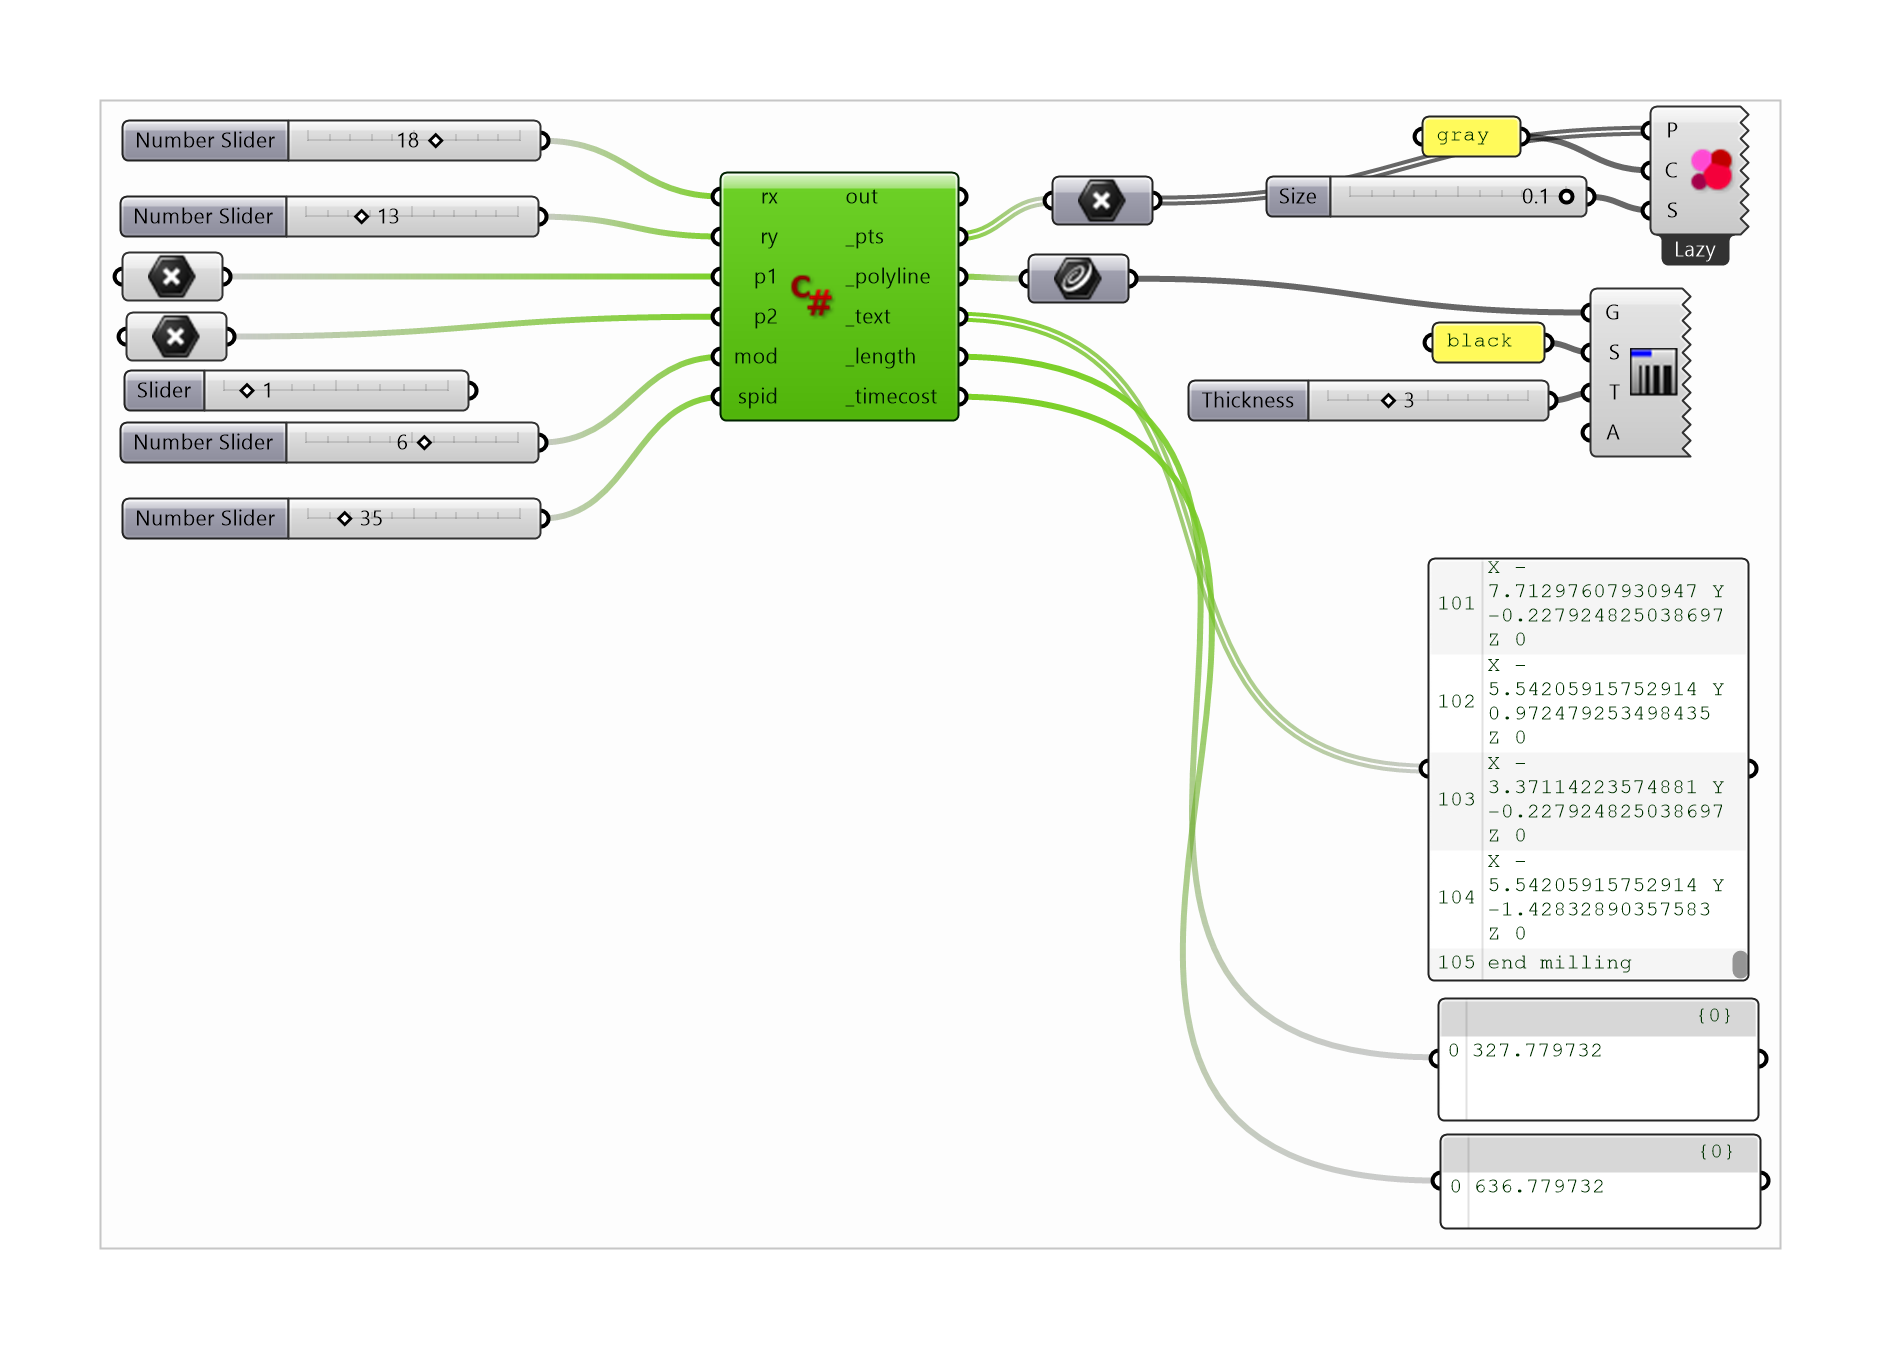 Number Slider 18
Number Slider 13
Slider 1
Number Slider 6
Number Slider 35
rx out
ry _pts
p1 _polyline
p2 _text
mod _length
spid _timecost
C#
gray
Size 0.1
P
C
S
Lazy
black
Thickness 3
G
S
T
A
X -
101 7.71297607930947 Y
-0.227924825038697
Z 0
X -
102 5.54205915752914 Y
0.972479253498435
Z 0
X -
103 3.37114223574881 Y
-0.227924825038697
Z 0
X -
104 5.54205915752914 Y
-1.42832890357583
Z 0
105 end milling
{0}
0 327.779732
{0}
0 636.779732